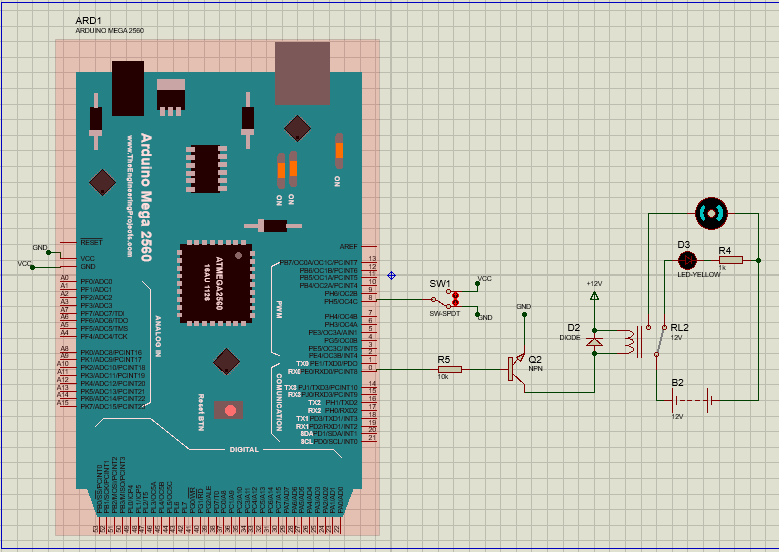 ARD1
ARDUINO MEGA 2560
Arduino Mega 2560
www.TheEngineeringProjects.com
ON
ON
ON
ATMEGA2560
16AU 1126
RESET
GND
VCC
VCC
GND
A0
A1
A2
A3
A4
A5
A6
A7
PF0/ADC0
PF1/ADC1
PF2/ADC2
PF3/ADC3
PF4/ADC4/TCK
PF5/ADC5/TMS
PF6/ADC6/TDO
PF7/ADC7/TDI
A8
A9
A10
A11
A12
A13
A14
A15
PK0/ADC8/PCINT16
PK1/ADC9/PCINT17
PK2/ADC10/PCINT18
PK3/ADC11/PCINT19
PK4/ADC12/PCINT20
PK5/ADC13/PCINT21
PK6/ADC14/PCINT22
PK7/ADC15/PCINT23
ANALOG IN
AREF
PB7/OC0A/OC1C/PCINT7
13
PB6/OC1B/PCINT6
12
PB5/OC1A/PCINT5
11
PB4/OC2A/PCINT4
10
PH6/OC2B
9
PH5/OC4C
8
PH4/OC4B
7
PH3/OC4A
6
PE3/OC3A/AIN1
5
PG5/OC0B
4
PE5/OC3C/INT5
3
PE4/OC3B/INT4
2
TX0
PE1/TXD0/PDO
1
RX0
PE0/RXD0/PCINT8
0
TX3
PJ1/TXD3/PCINT10
14
RX3
PJ0/RXD3/PCINT9
15
TX2
PH1/TXD2
16
RX2
PH0/RXD2
17
TX1
PD3/TXD1/INT3
18
RX1
PD2/RXD1/INT2
19
SDA
PD1/SDA/INT1
20
SCL
PD0/SCL/INT0
21
PWM
COMUNICATION
Reset BTN
DIGITAL
SW1
VCC
SW-SPDT
GND
R5
10k
GND
Q2
NPN
+12V
D2
DIODE
D3
LED-YELLOW
R4
1k
RL2
12V
B2
12V